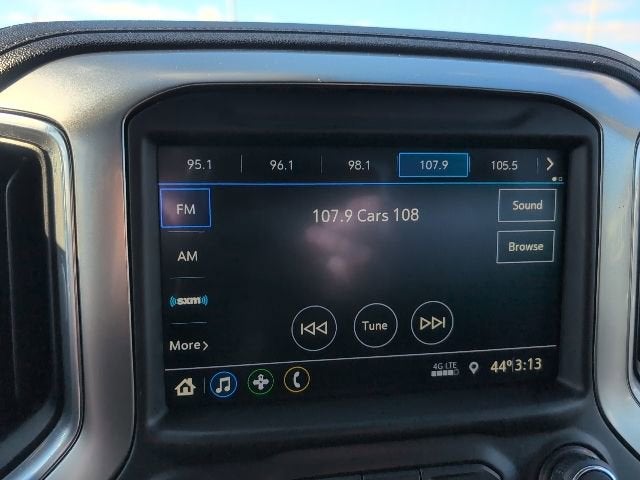 95.1 96.1 98.1 107.9 105.5 >
FM
107.9 Cars 108
Sound
AM
Browse
((sxm))
Tune
More >
4G LTE
44° 3:13